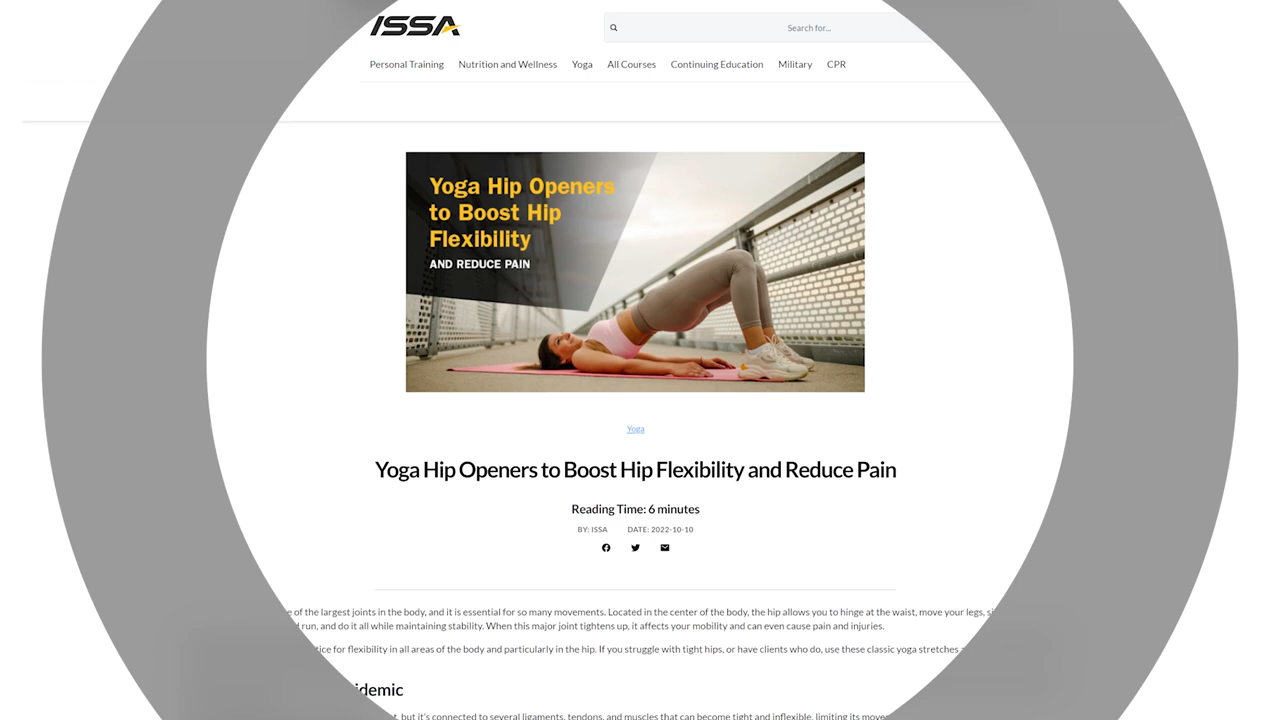 ISSA
Search for...
Personal Training Nutrition and Wellness Yoga All Courses Continuing Education Military CPR
Yoga Hip Openers
to Boost Hip
Flexibility
AND REDUCE PAIN
Yoga
Yoga Hip Openers to Boost Hip Flexibility and Reduce Pain
Reading Time: 6 minutes
BY: ISSA DATE: 2022-10-10
of the largest joints in the body, and it is essential for so many movements. Located in the center of the body, the hip allows you to hinge at the waist, move your legs,
run, and do it all while maintaining stability. When this major joint tightens up, it affects your mobility and can even cause pain and injuries.
for flexibility in all areas of the body and particularly in the hip. If you struggle with tight hips, or have clients who do, use these classic yoga stretches
idemic
but it's connected to several ligaments, tendons, and muscles that can become tight and inflexible, limiting its